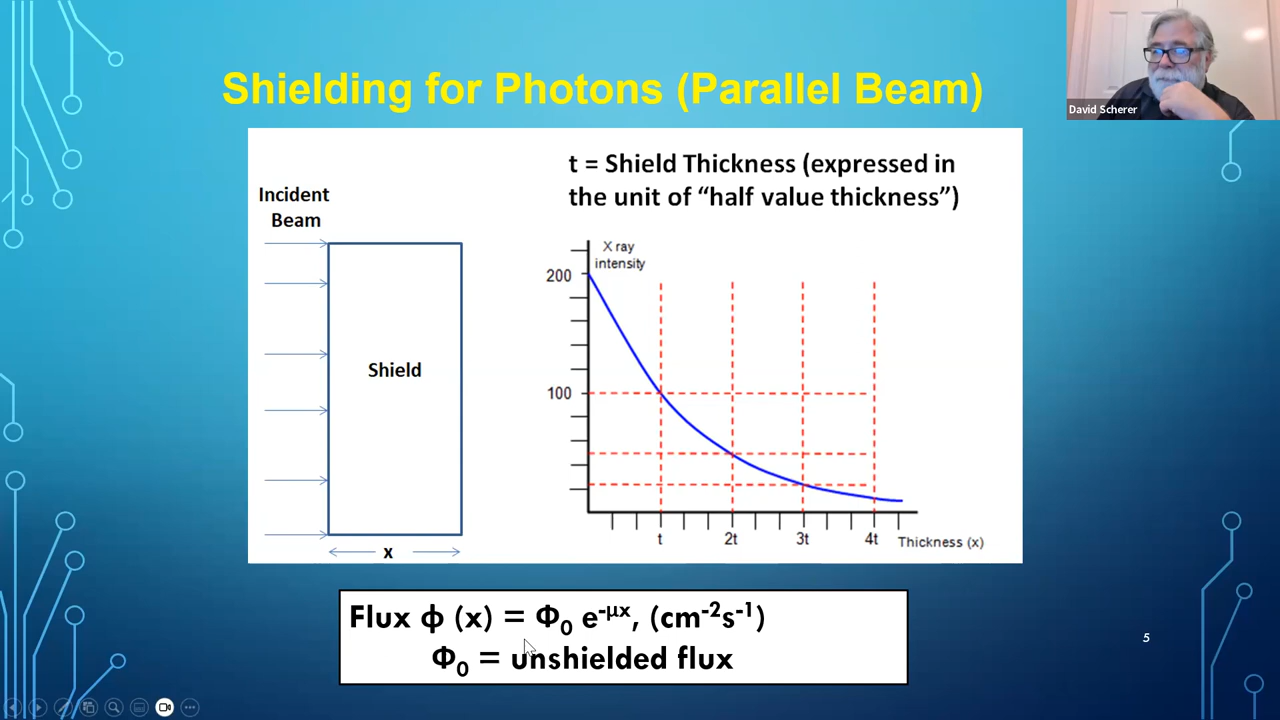 Shielding for Photons (Parallel Beam)
David Scherer
t = Shield Thickness (expressed in
the unit of “half value thickness”)
Incident
Beam
Shield
x
X ray
intensity
200
100
t 2t 3t 4t Thickness (x)
Flux ϕ (x) = Φ₀ e⁻μˣ, (cm⁻²s⁻¹)
Φ₀ = unshielded flux
5